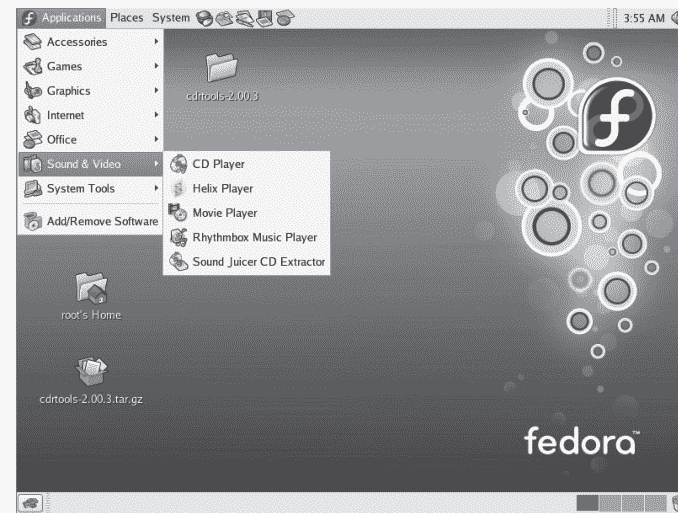 Applications Places System 3:55 AM
Accessories
Games
Graphics
Internet
Office
Sound & Video
System Tools
Add/Remove Software
CD Player
Helix Player
Movie Player
Rhythmbox Music Player
Sound Juicer CD Extractor
cdrtools-2.00.3
root's Home
cdrtools-2.00.3.tar.gz
fedora™